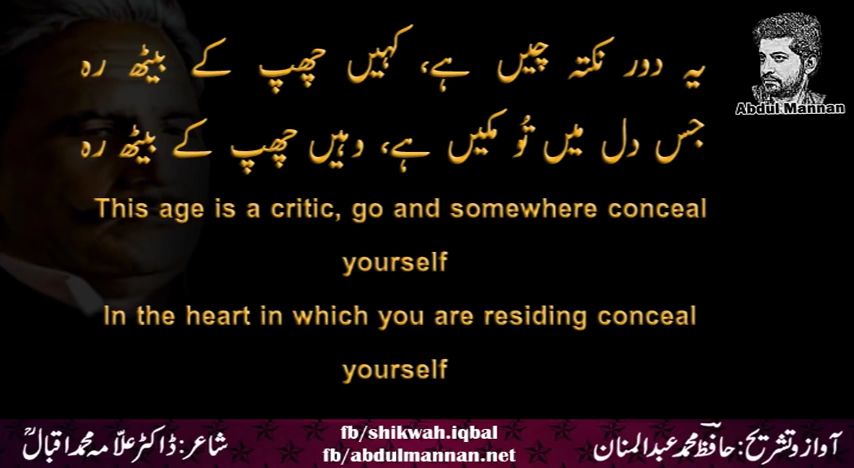 یہ دور نکتہ چیں ہے، کہیں چھپ کے بیٹھ رہ
جس دل میں تُو مکیں ہے، وہیں چھپ کے بیٹھ رہ
This age is a critic, go and somewhere conceal
yourself
In the heart in which you are residing conceal
yourself
Abdul Mannan
آواز و تشریح: حافظ محمد عبدالمنان
fb/shikwah.iqbal
fb/abdulmannan.net
شاعر: ڈاکٹر علّامہ محمد اقبالؒ